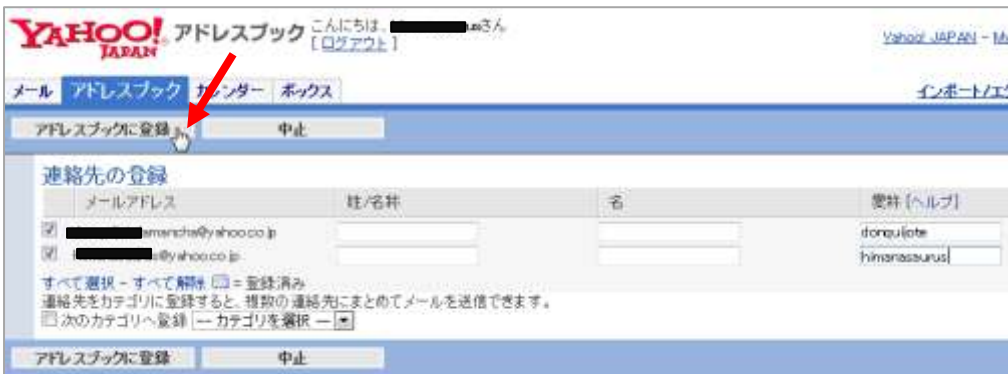 YAHOO! JAPAN アドレスブック こんにちは、 さん
[ログアウト]
Yahoo! JAPAN -
メール アドレスブック カレンダー ボックス インポート/エク
アドレスブックに登録 中止
連絡先の登録
メールアドレス 姓/名称 名 愛称 [ヘルプ]
amancha@yahoo.co.jp donquijote
@yahoo.co.jp himanasaurus
すべて選択 - すべて解除 = 登録済み
連絡先をカテゴリに登録すると、複数の連絡先にまとめてメールを送信できます。
次のカテゴリへ登録 -- カテゴリを選択 --
アドレスブックに登録 中止